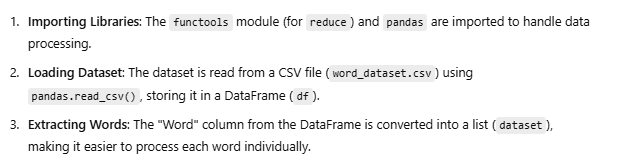 1. Importing Libraries: The functools module (for reduce) and pandas are imported to handle data
processing.
2. Loading Dataset: The dataset is read from a CSV file (word_dataset.csv) using
pandas.read_csv(), storing it in a DataFrame (df).
3. Extracting Words: The "Word" column from the DataFrame is converted into a list (dataset),
making it easier to process each word individually.